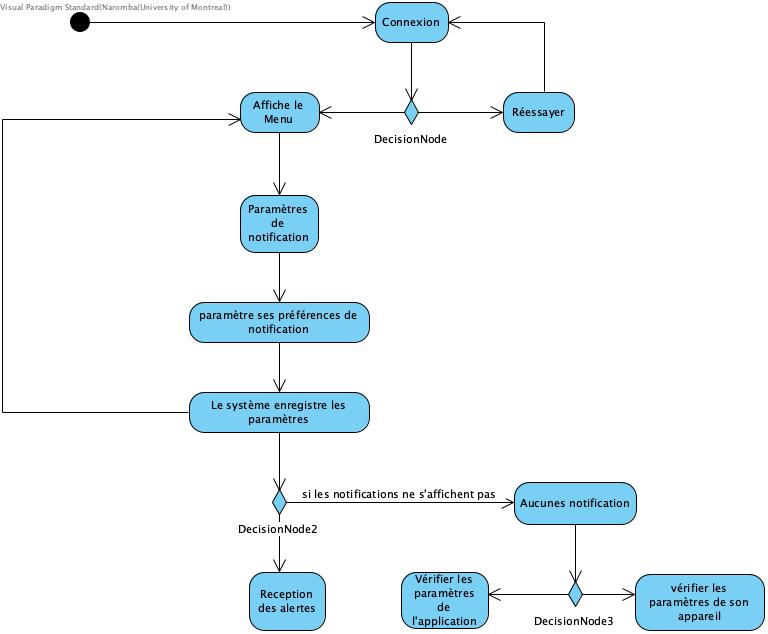 Visual Paradigm Standard(Naromba(University of Montreal))
Connexion
Affiche le
Menu
Réessayer
DecisionNode
Paramètres
de
notification
paramètre ses préférences de
notification
Le système enregistre les
paramètres
si les notifications ne s'affichent pas
Aucunes notification
DecisionNode2
Reception
des alertes
Vérifier les
paramètres
de
l'application
vérifier les
paramètres de son
appareil
DecisionNode3